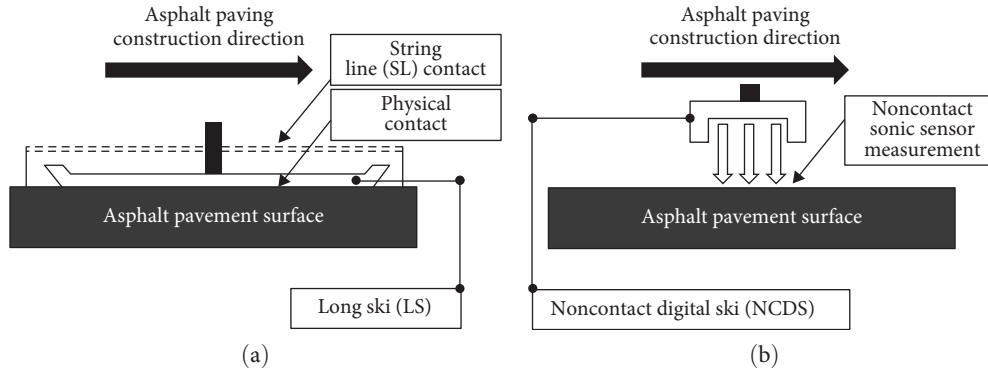 Asphalt paving
construction direction
String
line (SL) contact
Physical
contact
Asphalt pavement surface
Long ski (LS)
(a)
Asphalt paving
construction direction
Noncontact
sonic sensor
measurement
Asphalt pavement surface
Noncontact digital ski (NCDS)
(b)